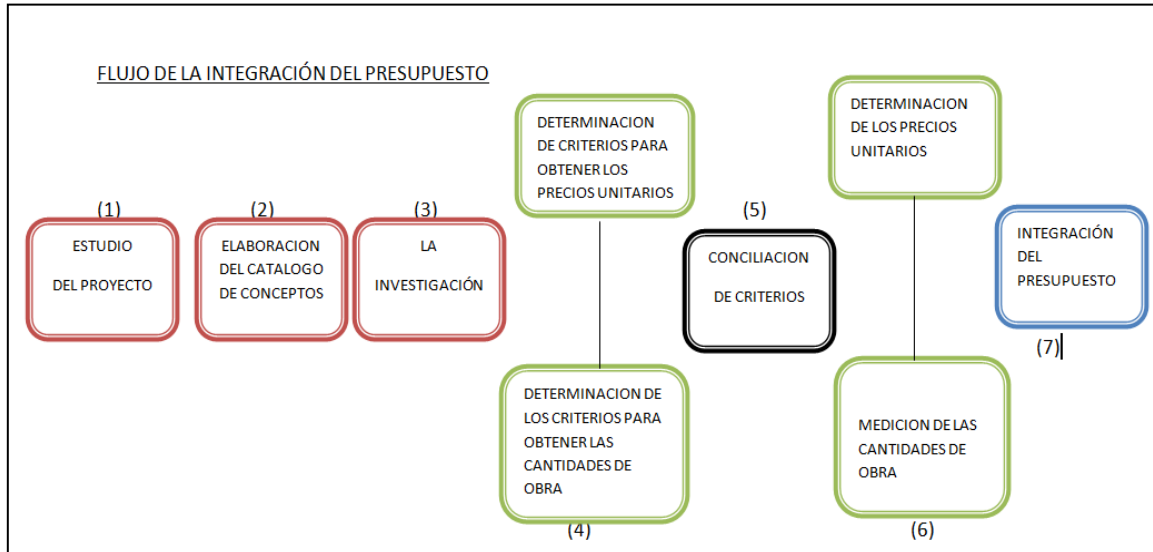 FLUJO DE LA INTEGRACIÓN DEL PRESUPUESTO
(1)
ESTUDIO
DEL PROYECTO
(2)
ELABORACION
DEL CATALOGO
DE CONCEPTOS
(3)
LA
INVESTIGACIÓN
DETERMINACION
DE CRITERIOS PARA
OBTENER LOS
PRECIOS UNITARIOS
DETERMINACION DE
LOS CRITERIOS PARA
OBTENER LAS
CANTIDADES DE
OBRA
(4)
(5)
CONCILIACION
DE CRITERIOS
DETERMINACION
DE LOS PRECIOS
UNITARIOS
MEDICION DE LAS
CANTIDADES DE
OBRA
(6)
INTEGRACIÓN
DEL
PRESUPUESTO
(7)